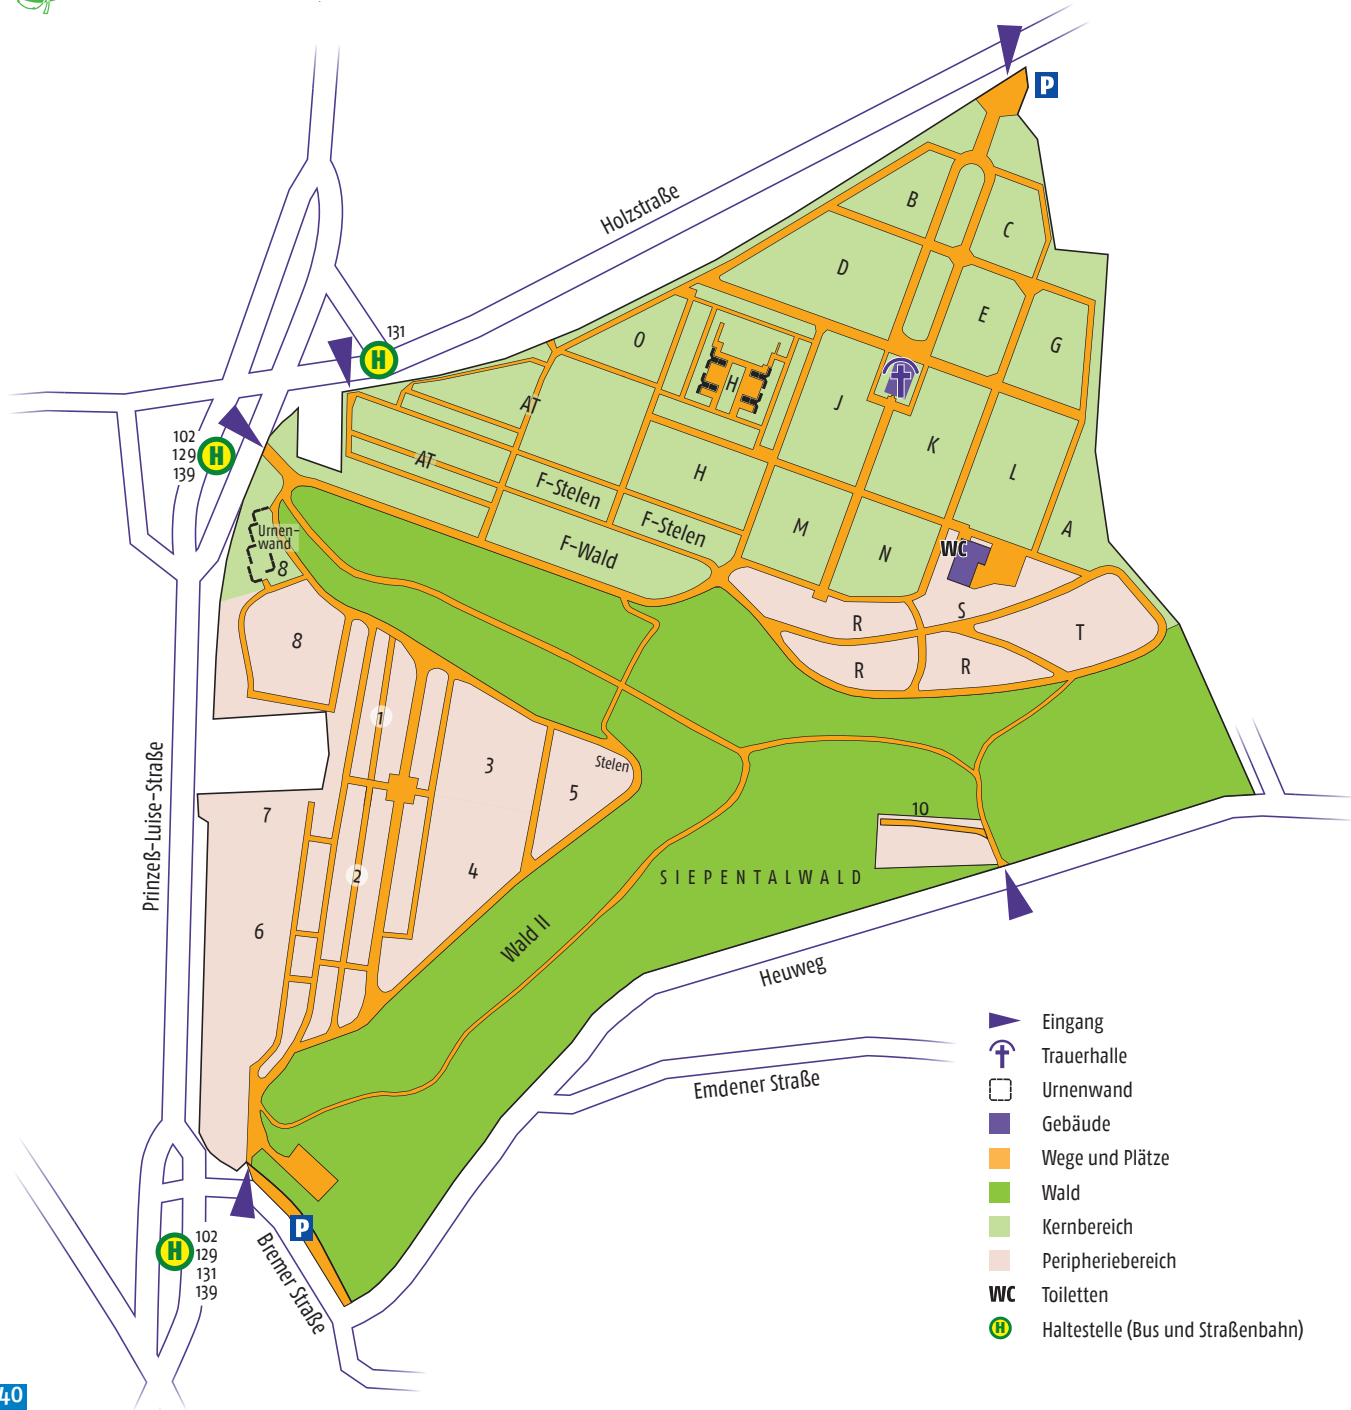 P
Holzstraße
B
C
D
E
G
O
131
H
H
J
K
L
A
AT
AT
F-Stelen
F-Stelen
F-Wald
H
M
N
WC
102
129
139
H
Urnen-
wand
8
8
R
S
T
R
R
1
3
5
Stelen
7
2
4
6
10
SIEPENTALWALD
Wald II
Prinzeß-Luise-Straße
Heuweg
Emdener Straße
P
Bremer Straße
H
102
129
131
139
Eingang
Trauerhalle
Urnenwand
Gebäude
Wege und Plätze
Wald
Kernbereich
Peripheriebereich
WC Toiletten
H Haltestelle (Bus und Straßenbahn)
40